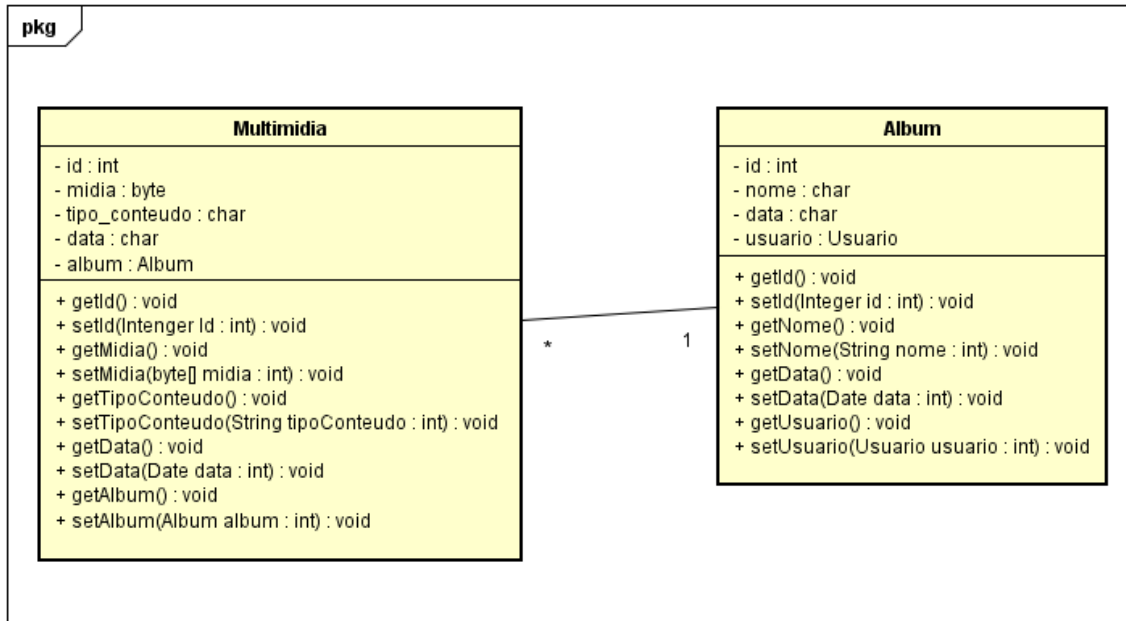 pkg
Multimidia
- id : int
- midia : byte
- tipo_conteudo : char
- data : char
- album : Album
+ getId() : void
+ setId(Intenger Id : int) : void
+ getMidia() : void
+ setMidia(byte[] midia : int) : void
+ getTipoConteudo() : void
+ setTipoConteudo(String tipoConteudo : int) : void
+ getData() : void
+ setData(Date data : int) : void
+ getAlbum() : void
+ setAlbum(Album album : int) : void
*
1
Album
- id : int
- nome : char
- data : char
- usuario : Usuario
+ getId() : void
+ setId(Integer id : int) : void
+ getNome() : void
+ setNome(String nome : int) : void
+ getData() : void
+ setData(Date data : int) : void
+ getUsuario() : void
+ setUsuario(Usuario usuario : int) : void